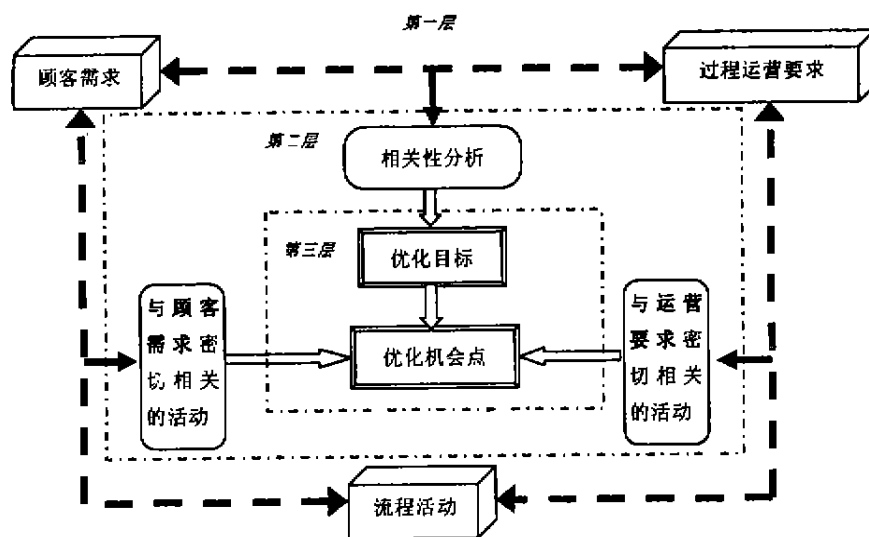 第一层
顾客需求
过程运营要求
第二层
相关性分析
第三层
优化目标
与顾客
需求密
切相关
的活动
优化机会点
与运营
要求密
切相关
的活动
流程活动